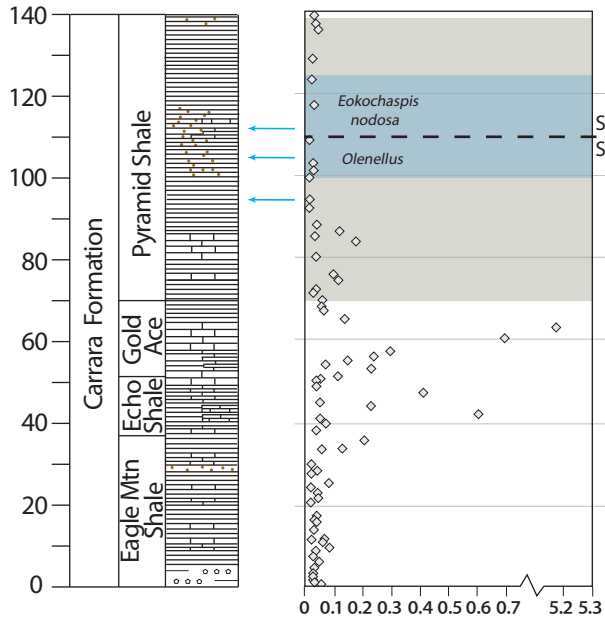 140
120
100
80
60
40
20
0
Carrara Formation
Pyramid Shale
Gold
Ace
Echo
Shale
Eagle Mtn
Shale
Eokochaspis
nodosa
Olenellus
S
S
0 0.1 0.2 0.3 0.4 0.5 0.6 0.7 5.2 5.3